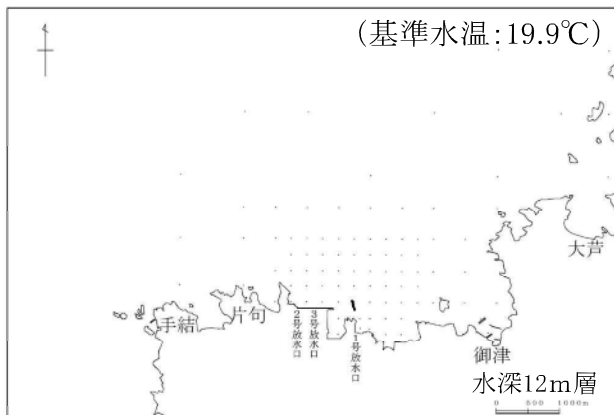 (基準水温:19.9℃)
大芦
手結
片句
2号放水口
3号放水口
1号放水口
御津
水深12m層
0 500 1000m